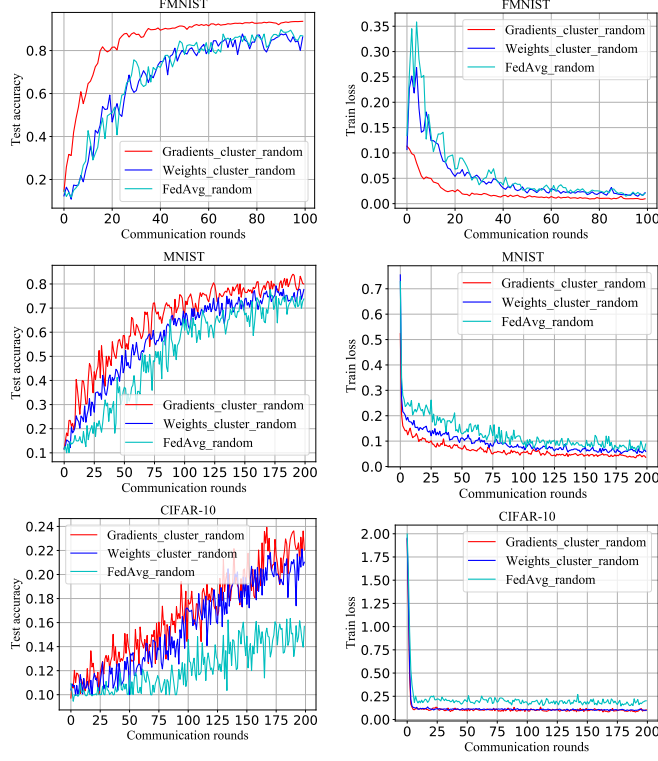 FMNIST
Test accuracy
0.8
0.6
0.4
0.2
Gradients_cluster_random
Weights_cluster_random
FedAvg_random
0 20 40 60 80 100
Communication rounds
FMNIST
Train loss
0.35
0.30
0.25
0.20
0.15
0.10
0.05
0.00
Gradients_cluster_random
Weights_cluster_random
FedAvg_random
0 20 40 60 80 100
Communication rounds
MNIST
Test accuracy
0.8
0.7
0.6
0.5
0.4
0.3
0.2
0.1
Gradients_cluster_random
Weights_cluster_random
FedAvg_random
0 25 50 75 100 125 150 175 200
Communication rounds
MNIST
Train loss
0.7
0.6
0.5
0.4
0.3
0.2
0.1
0.0
Gradients_cluster_random
Weights_cluster_random
FedAvg_random
0 25 50 75 100 125 150 175 200
Communication rounds
CIFAR-10
Test accuracy
0.24
0.22
0.20
0.18
0.16
0.14
0.12
0.10
Gradients_cluster_random
Weights_cluster_random
FedAvg_random
0 25 50 75 100 125 150 175 200
Communication rounds
CIFAR-10
Train loss
2.00
1.75
1.50
1.25
1.00
0.75
0.50
0.25
0.00
Gradients_cluster_random
Weights_cluster_random
FedAvg_random
0 25 50 75 100 125 150 175 200
Communication rounds